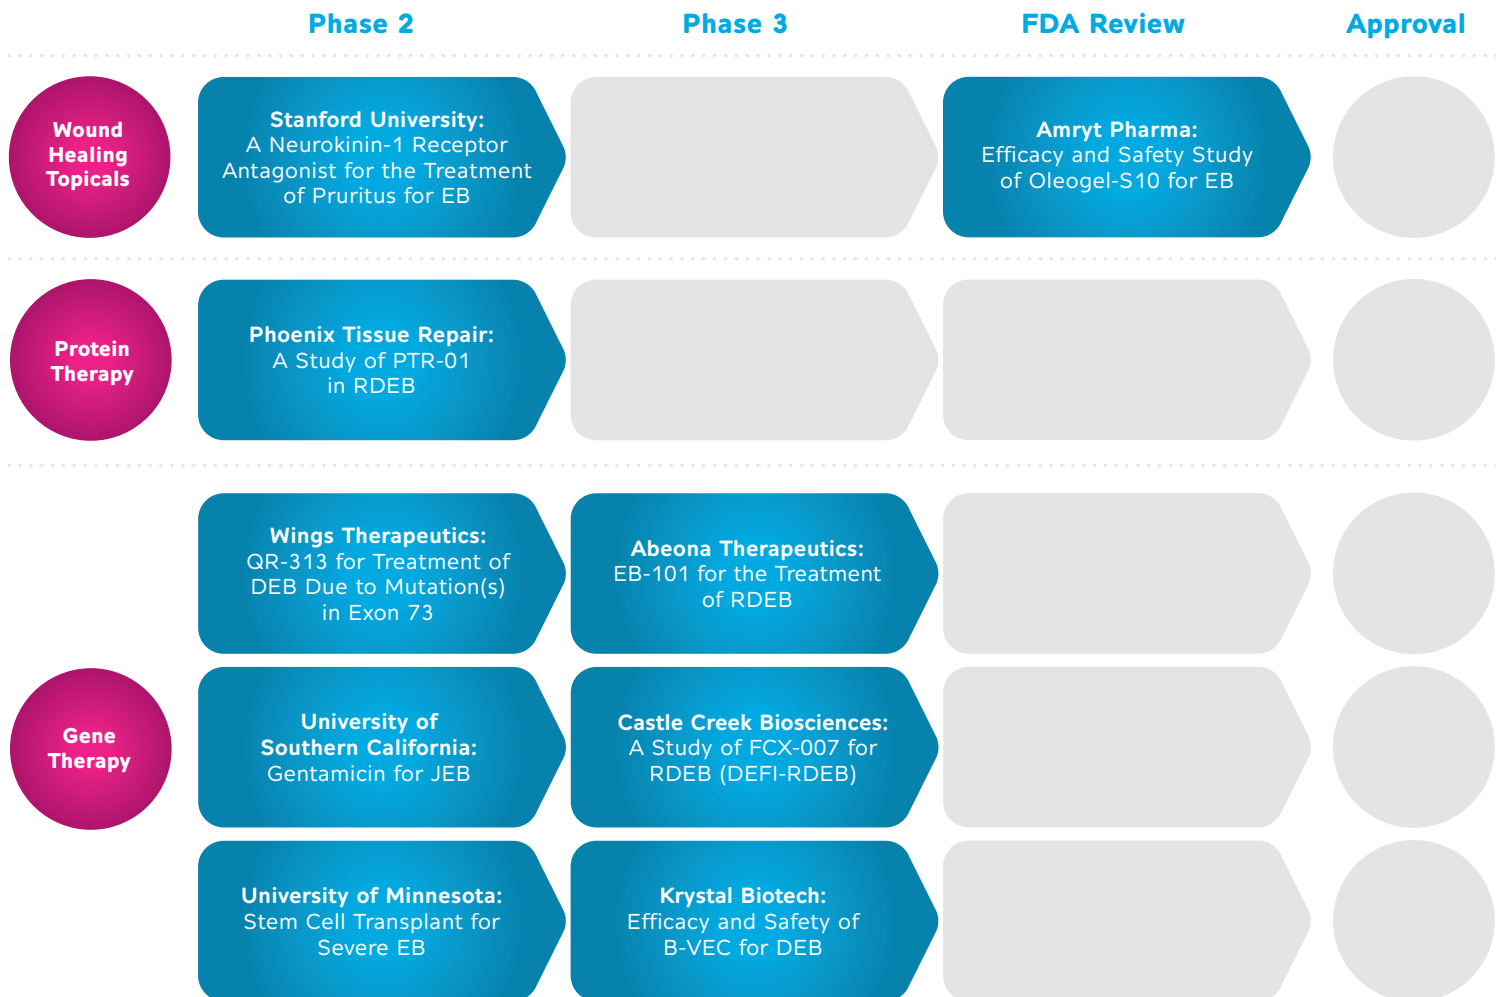 Phase 2
Phase 3
FDA Review
Approval
Wound
Healing
Topicals
Stanford University:
A Neurokinin-1 Receptor
Antagonist for the Treatment
of Pruritus for EB
Amryt Pharma:
Efficacy and Safety Study
of Oleogel-S10 for EB
Protein
Therapy
Phoenix Tissue Repair:
A Study of PTR-01
in RDEB
Gene
Therapy
Wings Therapeutics:
QR-313 for Treatment of
DEB Due to Mutation(s)
in Exon 73
Abeona Therapeutics:
EB-101 for the Treatment
of RDEB
University of
Southern California:
Gentamicin for JEB
Castle Creek Biosciences:
A Study of FCX-007 for
RDEB (DEFI-RDEB)
University of Minnesota:
Stem Cell Transplant for
Severe EB
Krystal Biotech:
Efficacy and Safety of
B-VEC for DEB